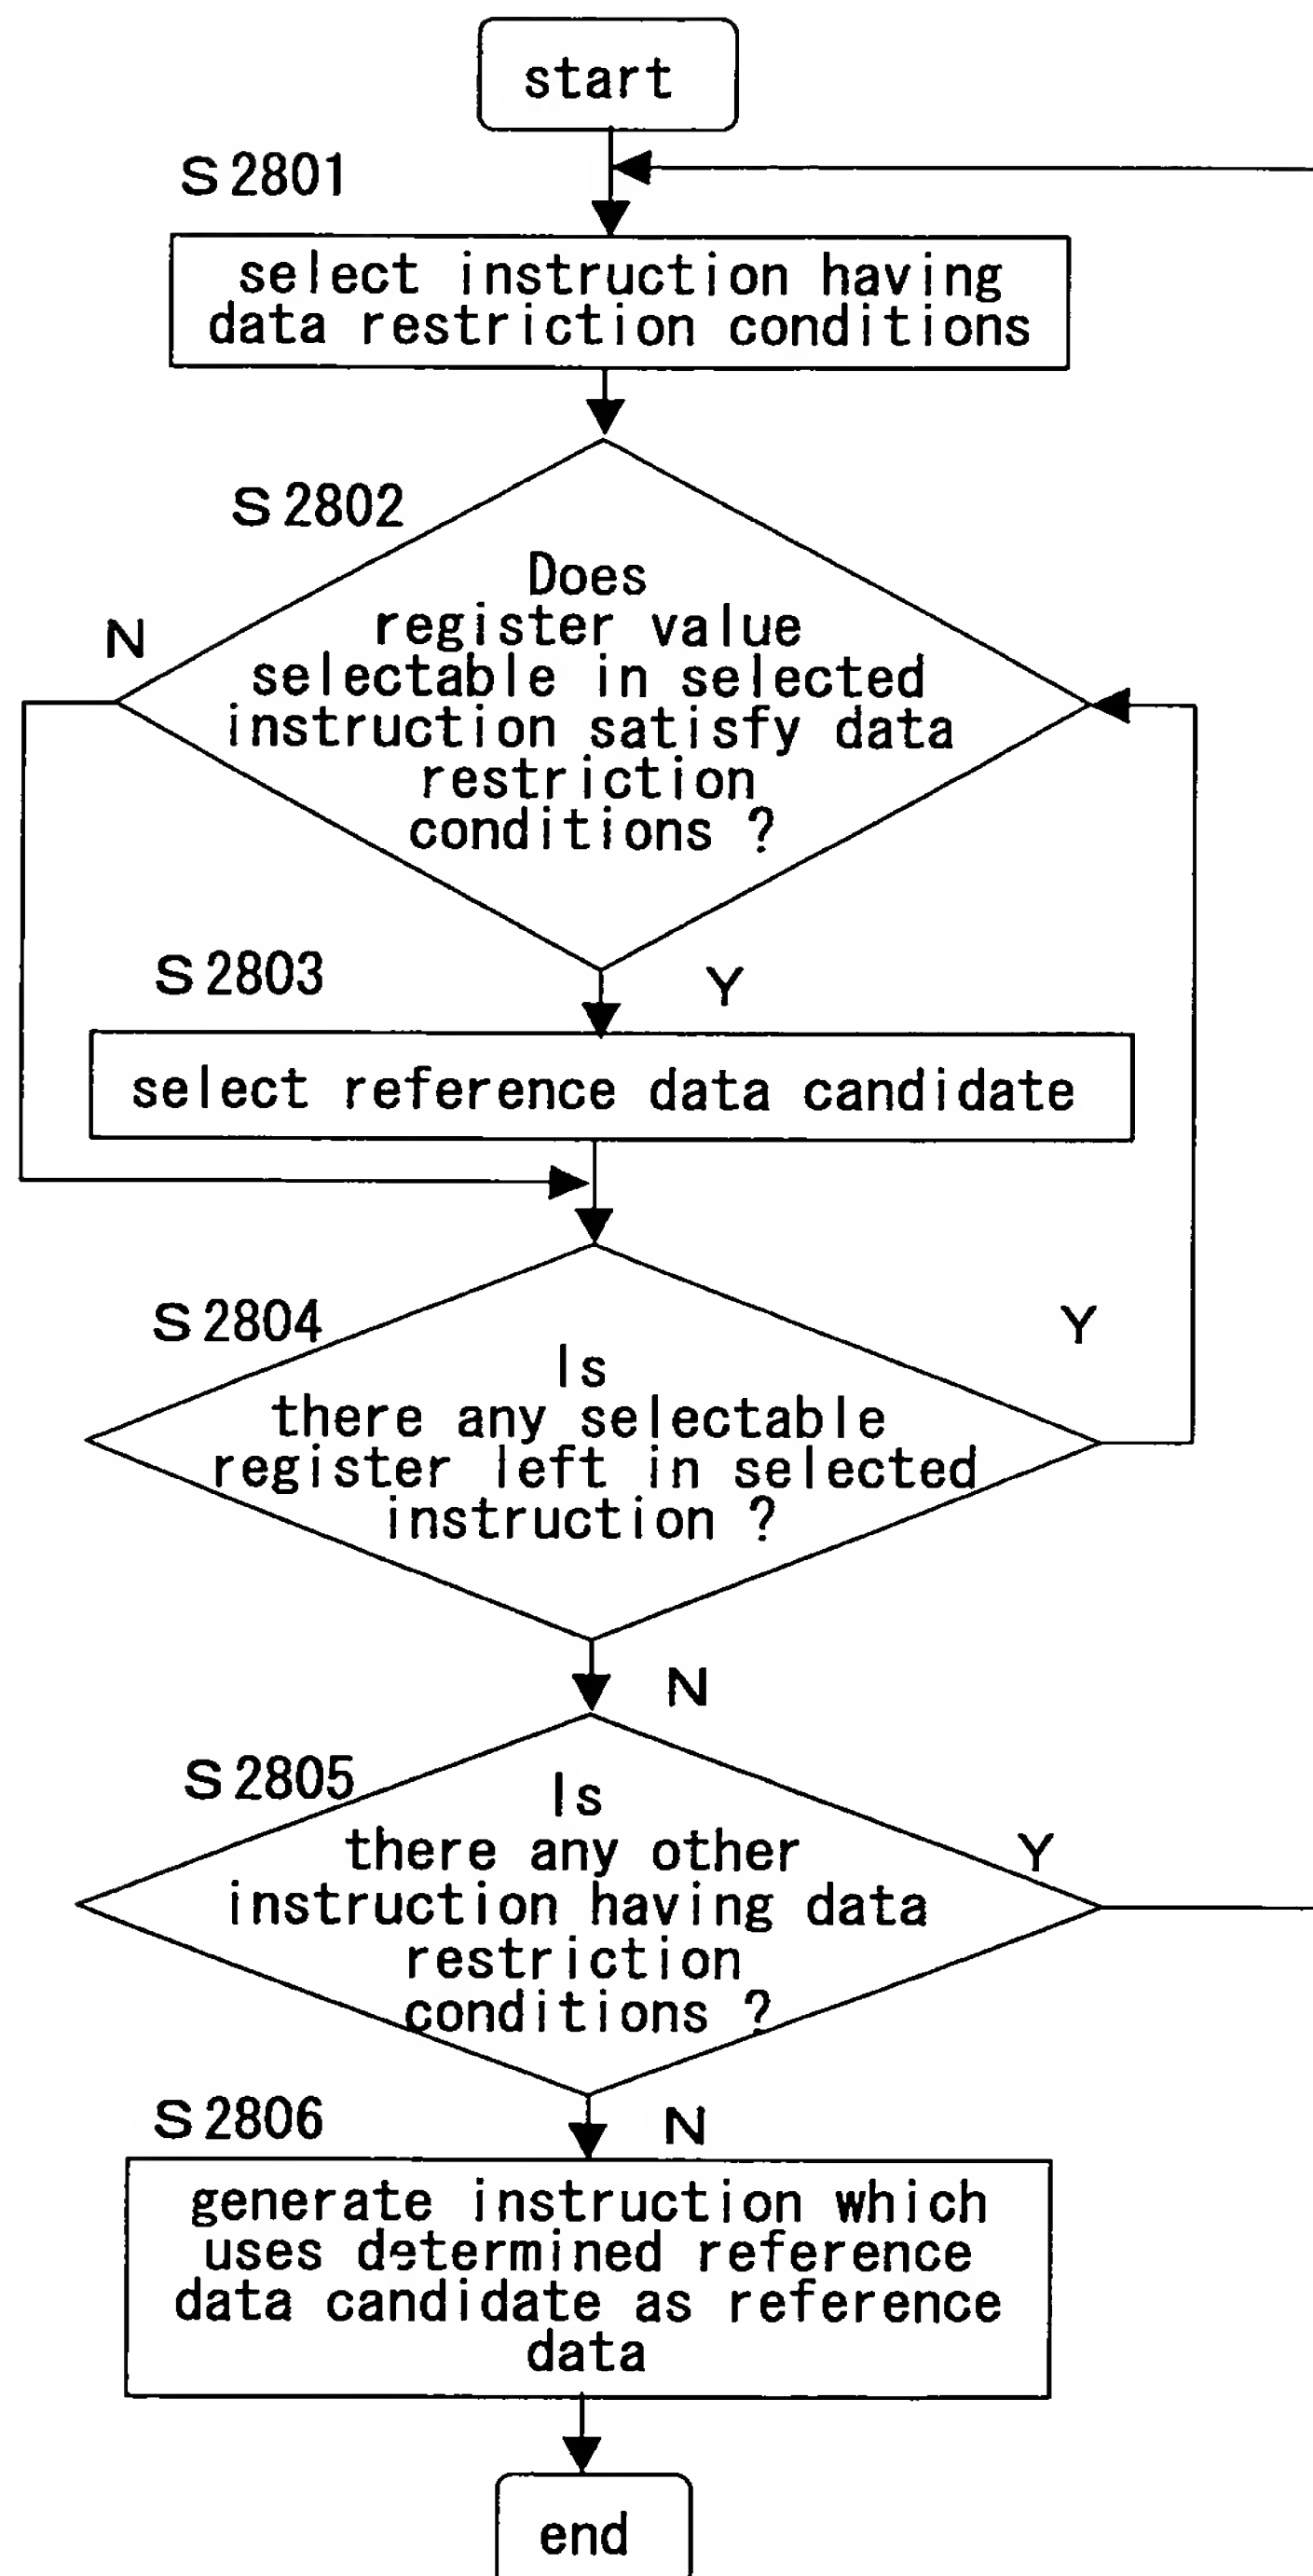 start
S2801
select instruction having
data restriction conditions
S2802
Does
register value
selectable in selected
instruction satisfy data
restriction
conditions ?
N
S2803
Y
select reference data candidate
S2804
Y
Is
there any selectable
register left in selected
instruction ?
N
S2805
Is
there any other
instruction having data
restriction
conditions ?
Y
S2806
N
generate instruction which
uses determined reference
data candidate as reference
data
end